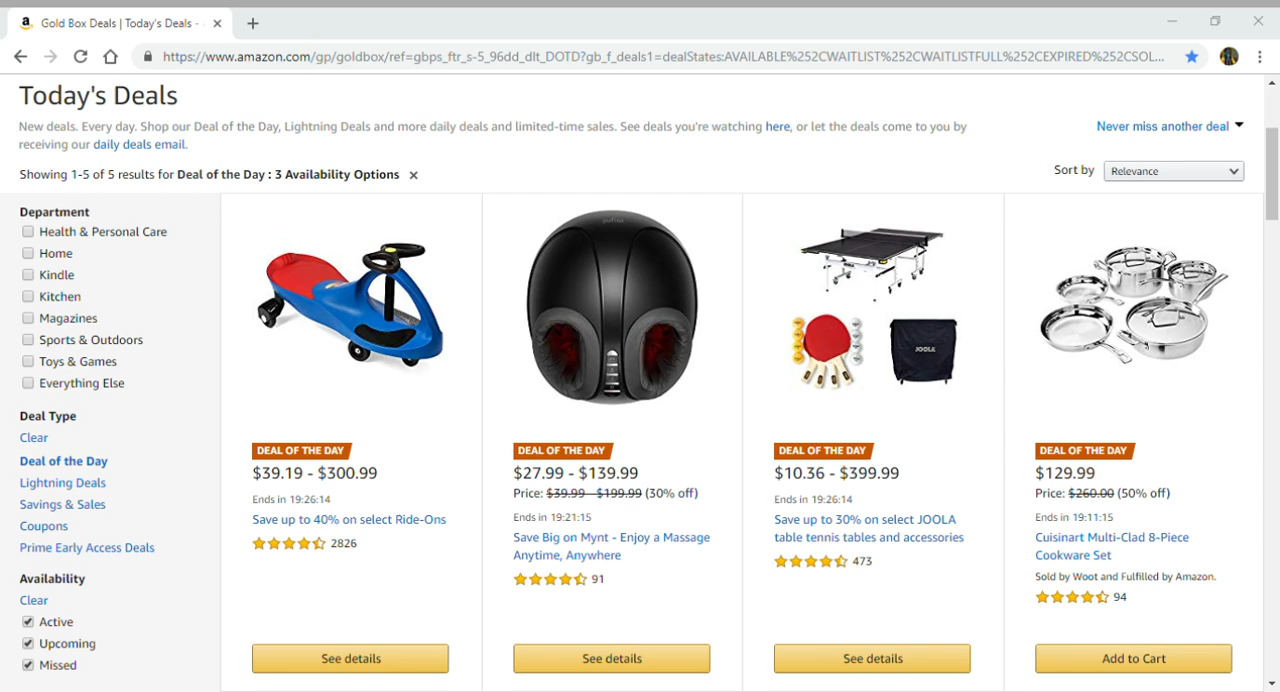 Gold Box Deals | Today's Deals -
https://www.amazon.com/gp/goldbox/ref=gbps_ftr_s-5_96dd_dlt_DOTD?gb_f_deals1=dealStates:AVAILABLE%252CWAITLIST%252CWAITLISTFULL%252CEXPIRED%252CSOL...
Today's Deals
New deals. Every day. Shop our Deal of the Day, Lightning Deals and more daily deals and limited-time sales. See deals you're watching here, or let the deals come to you by
receiving our daily deals email.
Never miss another deal
Showing 1-5 of 5 results for Deal of the Day : 3 Availability Options
Sort by Relevance
Department
Health & Personal Care
Home
Kindle
Kitchen
Magazines
Sports & Outdoors
Toys & Games
Everything Else
Deal Type
Clear
Deal of the Day
Lightning Deals
Savings & Sales
Coupons
Prime Early Access Deals
Availability
Clear
Active
Upcoming
Missed
DEAL OF THE DAY
$39.19 - $300.99
Ends in 19:26:14
Save up to 40% on select Ride-Ons
2826
See details
DEAL OF THE DAY
$27.99 - $139.99
Price: $39.99 - $199.99 (30% off)
Ends in 19:21:15
Save Big on Mynt - Enjoy a Massage
Anytime, Anywhere
91
See details
JOOLA
DEAL OF THE DAY
$10.36 - $399.99
Ends in 19:26:14
Save up to 30% on select JOOLA
table tennis tables and accessories
473
See details
DEAL OF THE DAY
$129.99
Price: $260.00 (50% off)
Ends in 19:11:15
Cuisinart Multi-Clad 8-Piece
Cookware Set
Sold by Woot and Fulfilled by Amazon.
94
Add to Cart